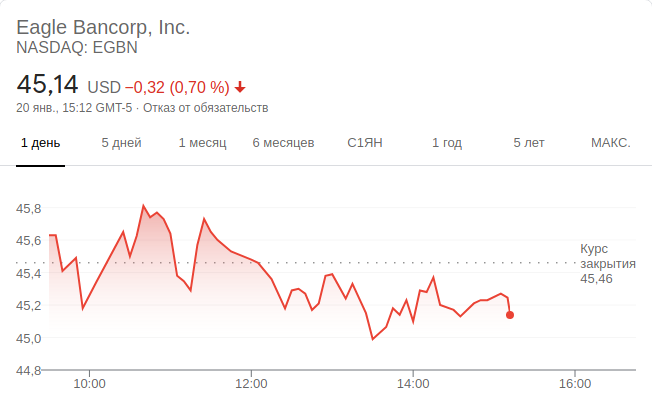 Eagle Bancorp, Inc.
NASDAQ: EGBN
45,14 USD −0,32 (0,70 %)
20 янв., 15:12 GMT-5 · Отказ от обязательств
1 день 5 дней 1 месяц 6 месяцев С1ЯН 1 год 5 лет МАКС.
45,8
45,6
Курс
закрытия
45,46
45,4
45,2
45,0
44,8
10:00 12:00 14:00 16:00